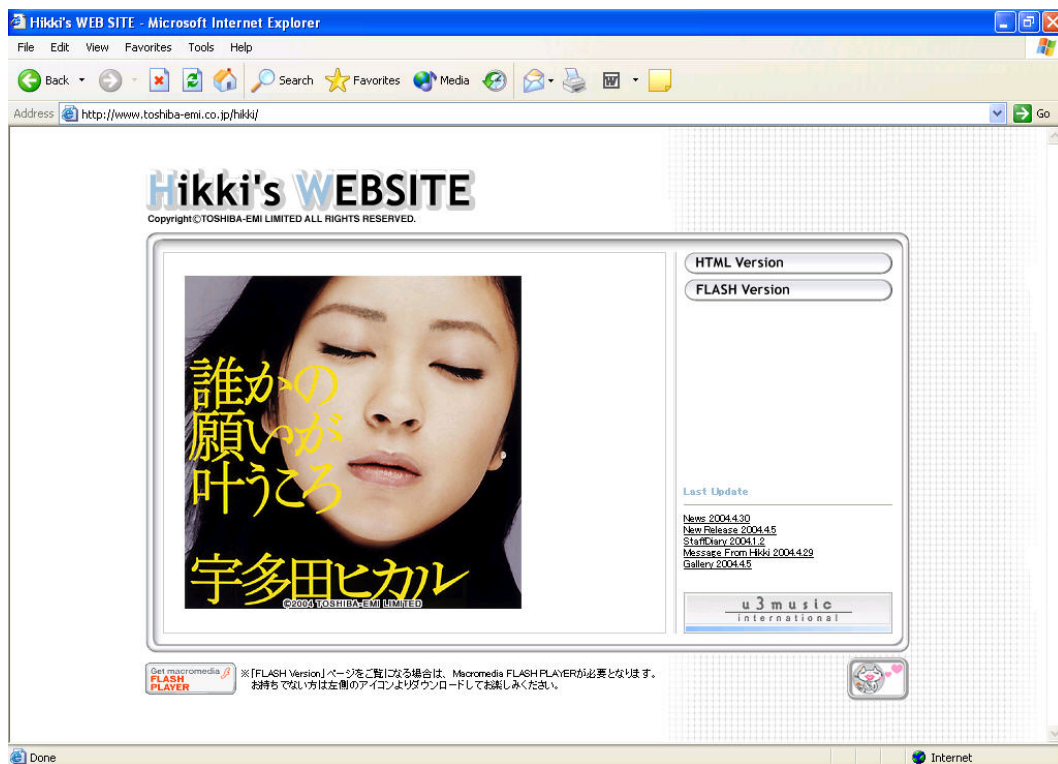 Hikki's WEB SITE - Microsoft Internet Explorer
File Edit View Favorites Tools Help
Back Search Favorites Media
Address http://www.toshiba-emi.co.jp/hikki/ Go
Hikki's WEBSITE
Copyright©TOSHIBA-EMI LIMITED ALL RIGHTS RESERVED.
HTML Version
FLASH Version
誰かの
願いが
叶うころ
宇多田ヒカル
©2004 TOSHIBA-EMI LIMITED
Last Update
News 2004.4.30
New Release 2004.4.5
StaffDiary 2004.1.2
Message From Hikki 2004.4.29
Gallery 2004.4.5
u3music
international
Get macromedia
FLASH
PLAYER
※「FLASH Version」ページをご覧になる場合は、Macromedia FLASH PLAYERが必要となります。
お持ちでない方は左側のアイコンよりダウンロードしてお楽しみください。
Done Internet